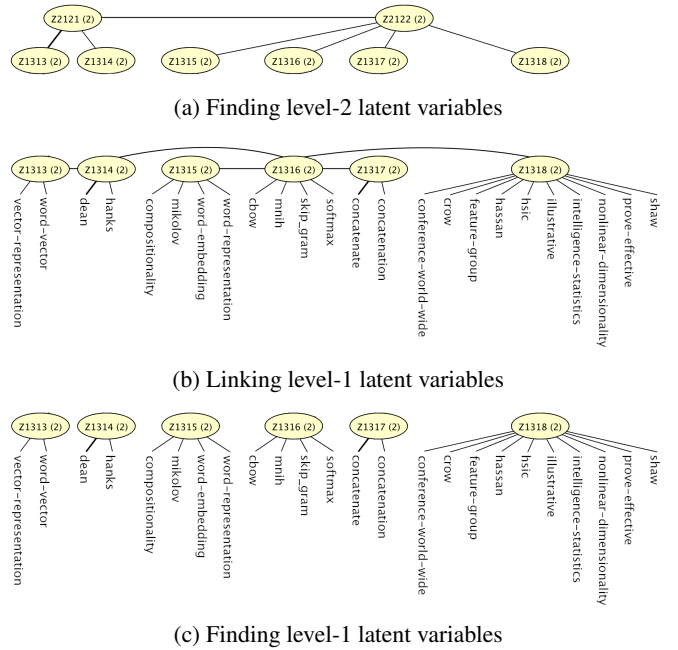 Z2121 (2) Z2122 (2)
Z1313 (2) Z1314 (2) Z1315 (2) Z1316 (2) Z1317 (2) Z1318 (2)
(a) Finding level-2 latent variables
Z1313 (2) Z1314 (2) Z1315 (2) Z1316 (2) Z1317 (2) Z1318 (2)
vector-representation
word-vector
dean
hanks
compositionality
mikolov
word-embedding
word-representation
cbow
mnih
skip_gram
softmax
concatenate
concatenation
conference-world-wide
crow
feature-group
hassan
hsic
illustrative
intelligence-statistics
nonlinear-dimensionality
prove-effective
shaw
(b) Linking level-1 latent variables
Z1313 (2) Z1314 (2) Z1315 (2) Z1316 (2) Z1317 (2) Z1318 (2)
vector-representation
word-vector
dean
hanks
compositionality
mikolov
word-embedding
word-representation
cbow
mnih
skip_gram
softmax
concatenate
concatenation
conference-world-wide
crow
feature-group
hassan
hsic
illustrative
intelligence-statistics
nonlinear-dimensionality
prove-effective
shaw
(c) Finding level-1 latent variables